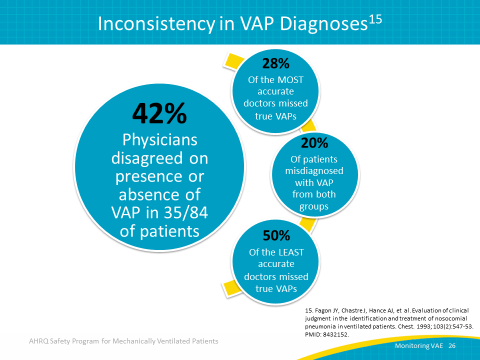 Inconsistency in VAP Diagnoses15
42%
Physicians
disagreed on
presence or
absence of
VAP in 35/84
of patients
28%
Of the MOST
accurate
doctors missed
true VAPs
20%
Of patients
misdiagnosed
with VAP
from both
groups
50%
Of the LEAST
accurate
doctors missed
true VAPs
15. Fagon JY, Chastre J, Hance AJ, et al. Evaluation of clinical
judgment in the identification and treatment of nosocomial
pneumonia in ventilated patients. Chest. 1993; 103(2):547-53.
PMID: 8432152.
AHRQ Safety Program for Mechanically Ventilated Patients
Monitoring VAE 26